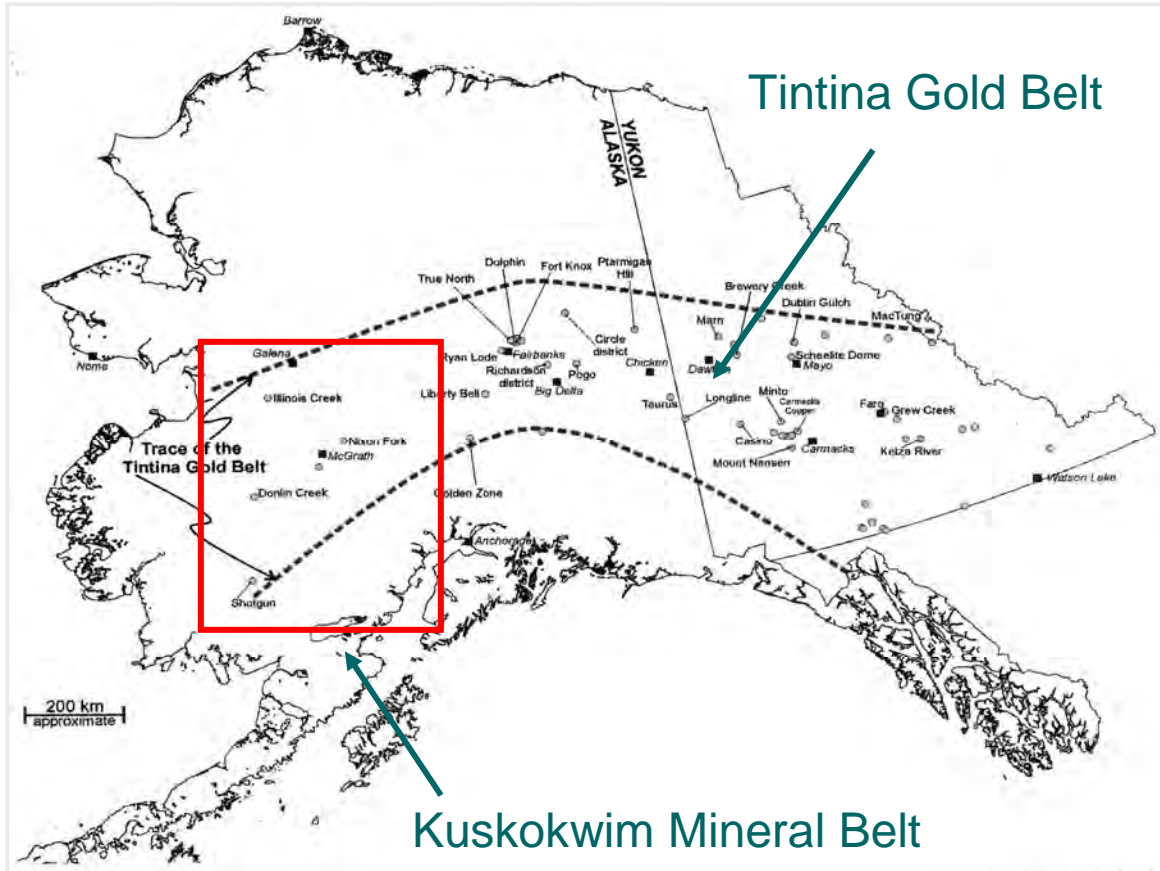 Barrow
Tintina Gold Belt
YUKON
ALASKA
Dolphin
Fort Knox
Ptarmigan
Hill
True North
Brewery Creek
Dublin Gulch
Marn
MacTung
Galena
Nome
Ryan Lode
Fairbanks
Circle
district
Chicken
Scheelite Dome
Mayo
Richardson
district
Pogo
Big Delta
Illinois Creek
Liberty Bell
Taurus
Longline
Minto
Carmacks
Copper
Faro
Grew Creek
Trace of the
Tintina Gold Belt
Nixon Fork
McGrath
Casino
Mount Nansen
Carmacks
Ketza River
Watson Lake
Donlin Creek
Golden Zone
Anchorage
Shotgun
200 km
approximate
Kuskokwim Mineral Belt